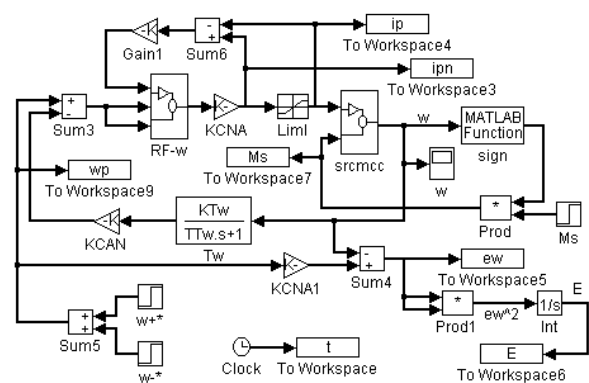 ip
-K
Gain1
-
+
Sum6
To Workspace4
ipn
To Workspace3
+
-
Sum3
RF-w
K-
KCNA
LimI
srcmcc
w
MATLAB
Function
sign
wp
To Workspace9
Ms
To Workspace7
w
*
Prod
Ms
-K
KCAN
KTw
TTw.s+1
Tw
K-
KCNA1
-
+
Sum4
ew
To Workspace5
*
Prod1
ew^2
1/s
Int
E
+
+
Sum5
w+*
w-*
Clock
t
To Workspace
E
To Workspace6